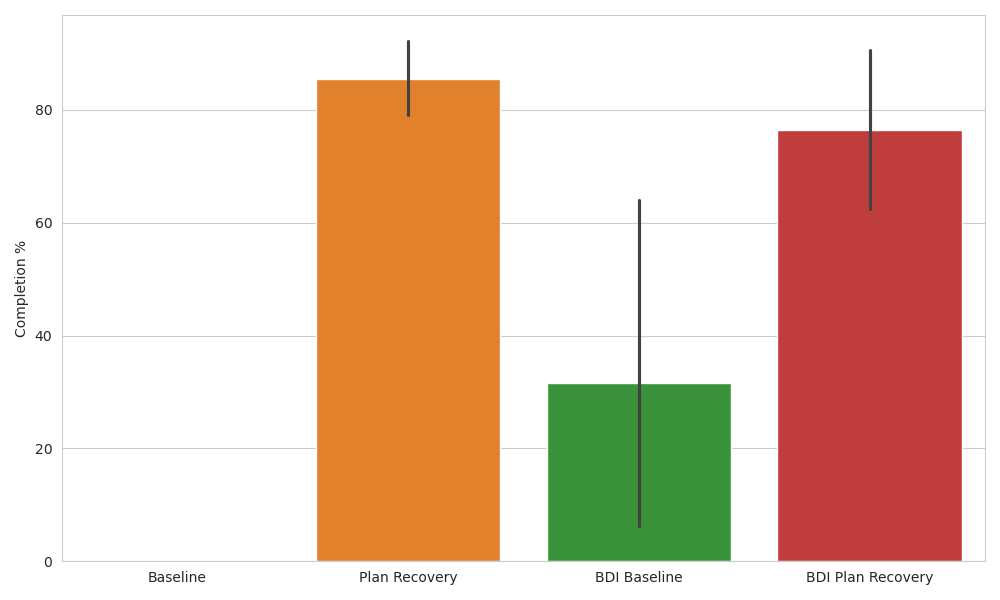 Completion %
80
60
40
20
0
Baseline
Plan Recovery
BDI Baseline
BDI Plan Recovery